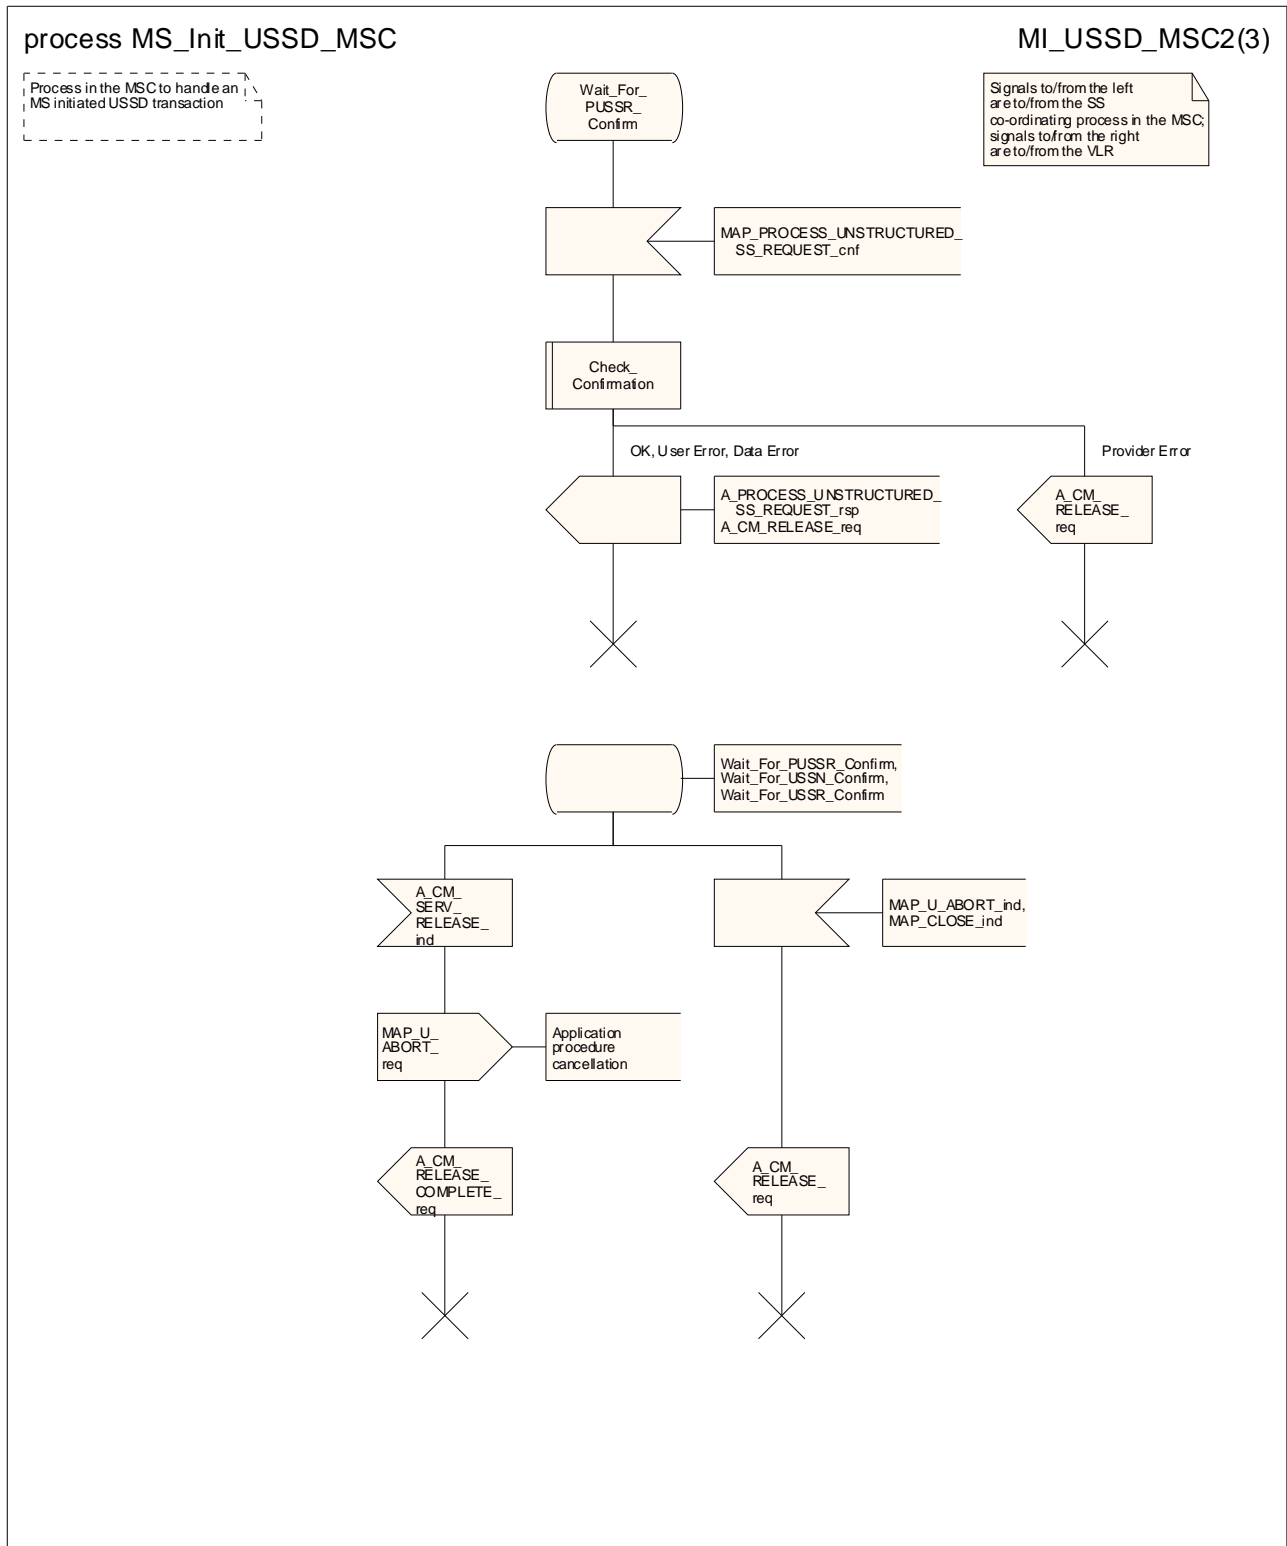 process MS_Init_USSD_MSC
MI_USSD_MSC2(3)
Process in the MSC to handle an
MS initiated USSD transaction
Wait_For_
PUSSR_
Confirm
Signals to/from the left
are to/from the SS
co-ordinating process in the MSC;
signals to/from the right
are to/from the VLR
MAP_PROCESS_UNSTRUCTURED_
SS_REQUEST_cnf
Check_
Confirmation
OK, User Error, Data Error
Provider Error
A_PROCESS_UNSTRUCTURED_
SS_REQUEST_rsp
A_CM_RELEASE_req
A_CM_
RELEASE_
req
Wait_For_PUSSR_Confirm,
Wait_For_USSN_Confirm,
Wait_For_USSR_Confirm
A_CM_
SERV_
RELEASE_
ind
MAP_U_ABORT_ind,
MAP_CLOSE_ind
MAP_U_
ABORT_
req
Application
procedure
cancellation
A_CM_
RELEASE_
COMPLETE_
req
A_CM_
RELEASE_
req